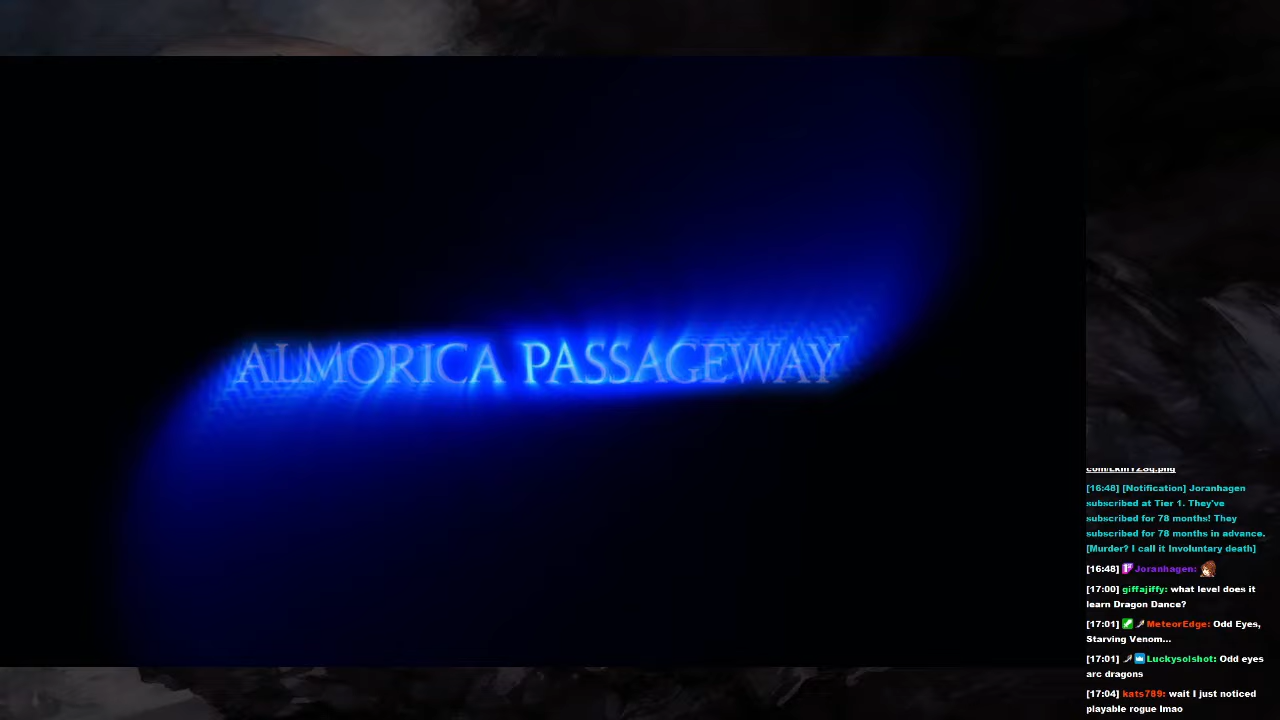 ALMORICA PASSAGEWAY
[16:48] [Notification] Joranhagen
subscribed at Tier 1. They've
subscribed for 78 months! They
subscribed for 78 months in advance.
[Murder? I call it Involuntary death]
[16:48] Joranhagen:
[17:00] giffajiffy: what level does it
learn Dragon Dance?
[17:01] MeteorEdge: Odd Eyes,
Starving Venom...
[17:01] Luckysolshot: Odd eyes
arc dragons
[17:04] kats789: wait I just noticed
playable rogue lmao